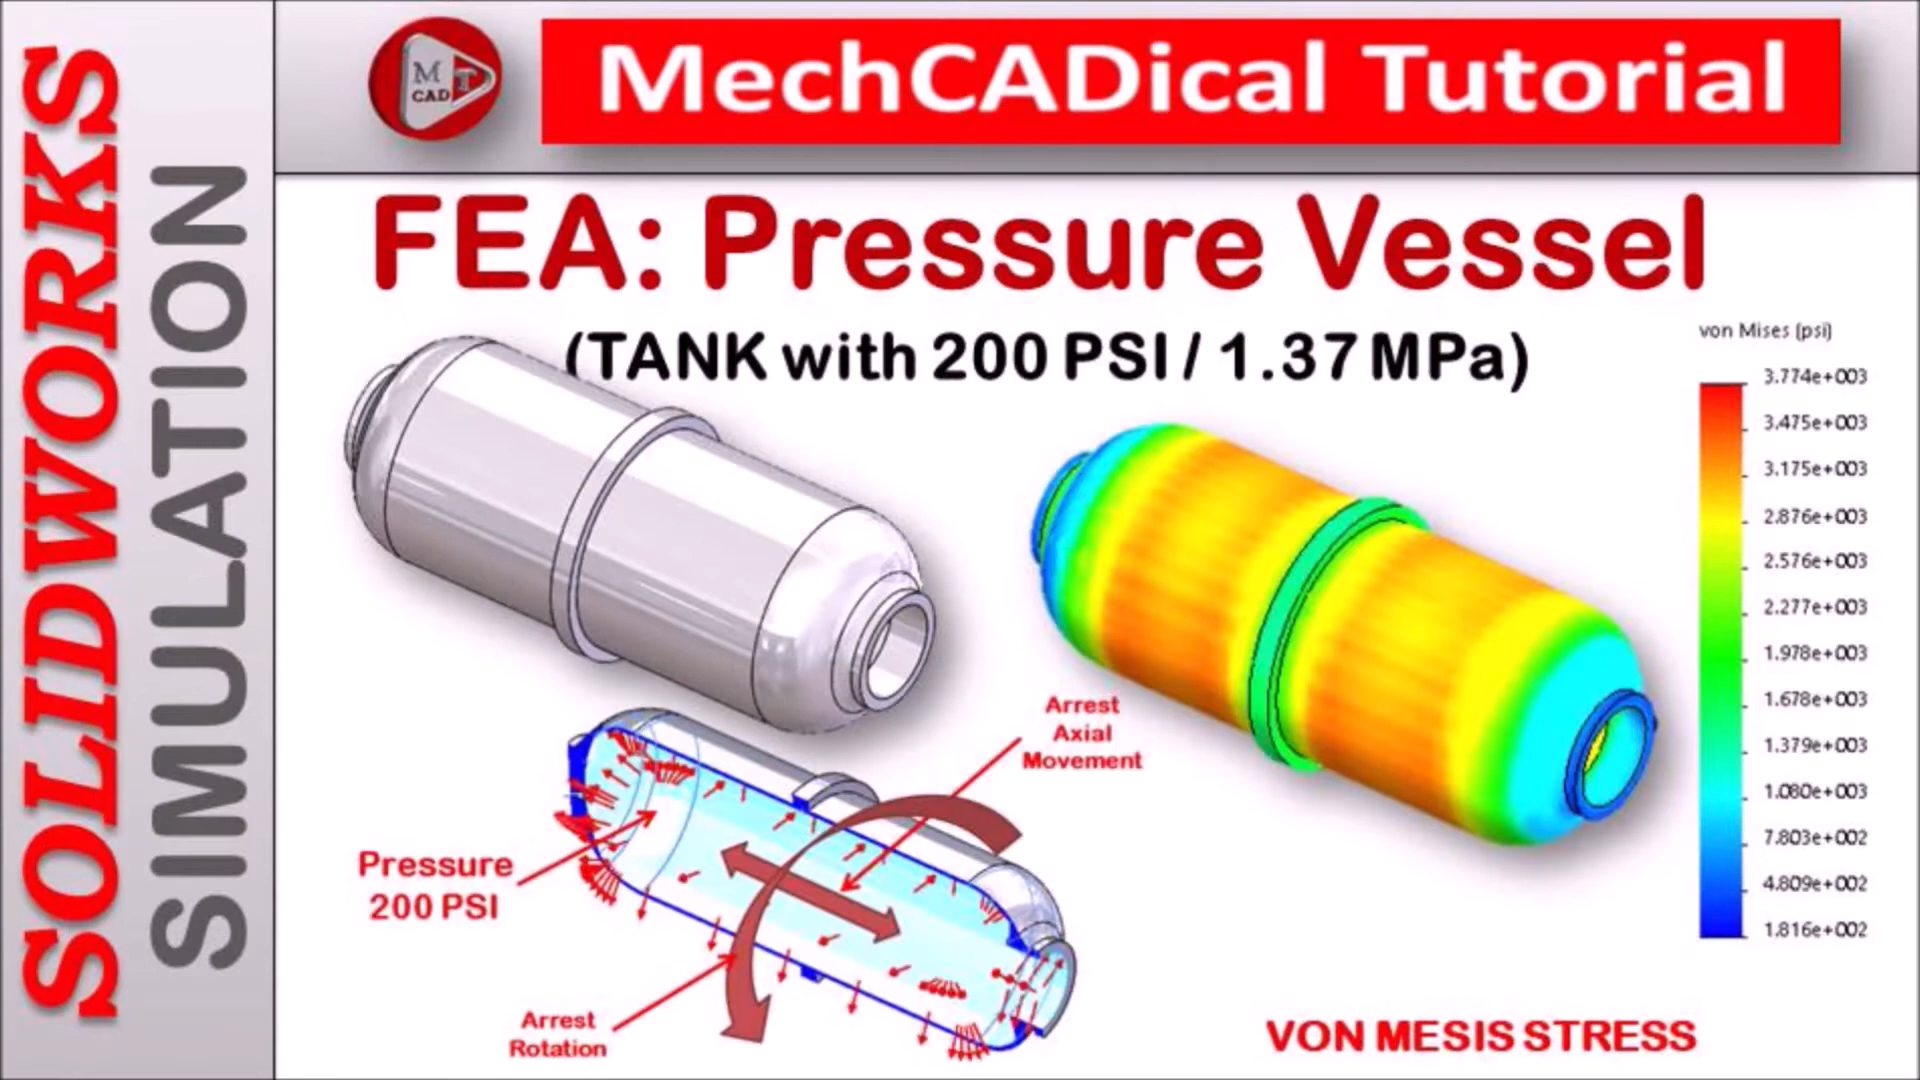 SOLIDWORKS
SIMULATION
M T
CAD
MechCADical Tutorial
FEA: Pressure Vessel
(TANK with 200 PSI / 1.37 MPa)
von Mises (psi)
3.774e+003
3.475e+003
3.175e+003
2.876e+003
2.576e+003
2.277e+003
1.978e+003
1.678e+003
1.379e+003
1.080e+003
7.803e+002
4.809e+002
1.816e+002
Arrest
Axial
Movement
Pressure
200 PSI
Arrest
Rotation
VON MESIS STRESS